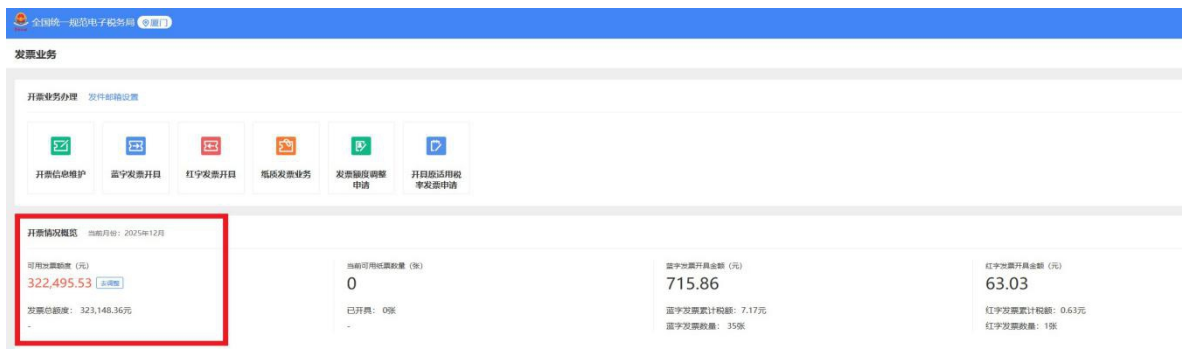 全国统一规范电子税务局 厦门
发票业务
开票业务办理 发件邮箱设置
开票信息维护
蓝字发票开具
红字发票开具
纸质发票业务
发票额度调整
申请
开具原适用税
率发票申请
开票情况概览 当前月份：2025年12月
可用发票额度（元）
322,495.53 去调整
发票总额度：323,148.36元
-
当前可用纸票数量（张）
0
已开具：0张
-
蓝字发票开具金额（元）
715.86
蓝字发票累计税额：7.17元
蓝字发票数量：35张
红字发票开具金额（元）
63.03
红字发票累计税额：0.63元
红字发票数量：1张